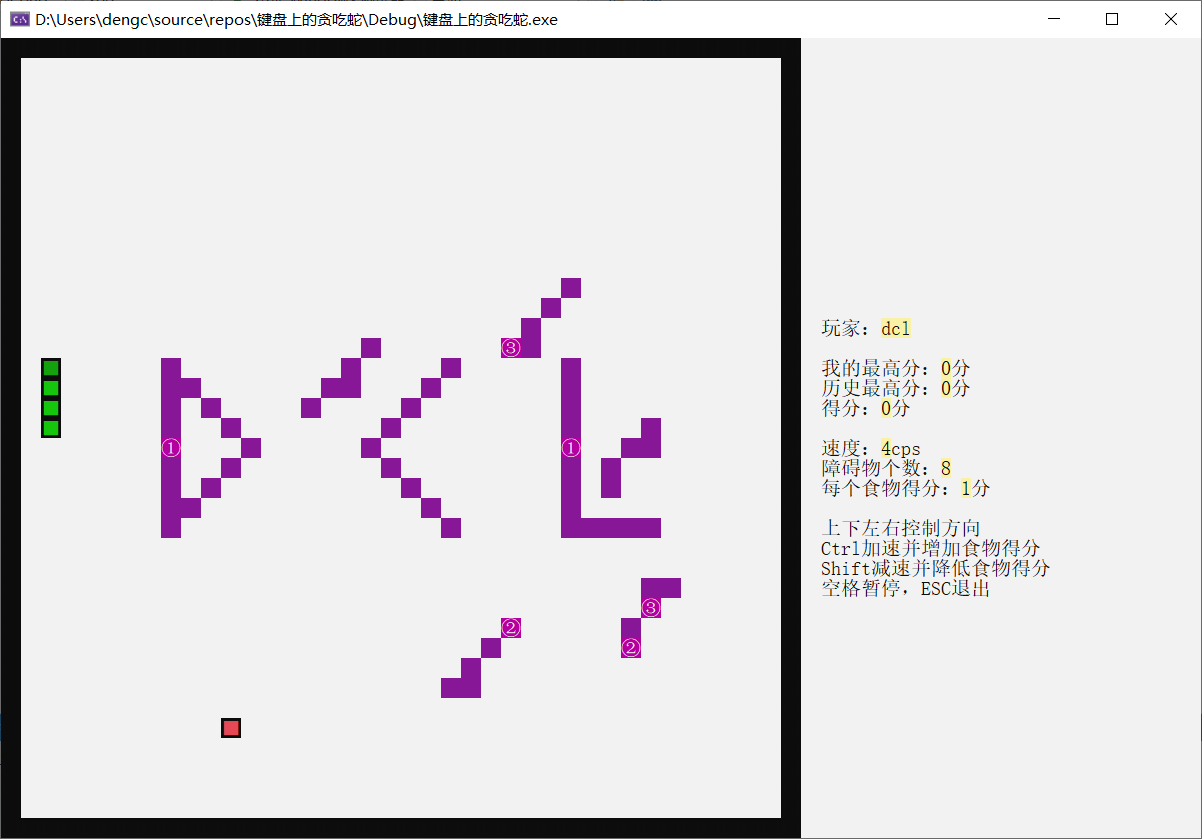 D:\Users\dengc\source\repos\键盘上的贪吃蛇\Debug\键盘上的贪吃蛇.exe
③
①
①
③
②
②
玩家：dcl
我的最高分：0分
历史最高分：0分
得分：0分
速度：4cps
障碍物个数：8
每个食物得分：1分
上下左右控制方向
Ctrl加速并增加食物得分
Shift减速并降低食物得分
空格暂停，ESC退出